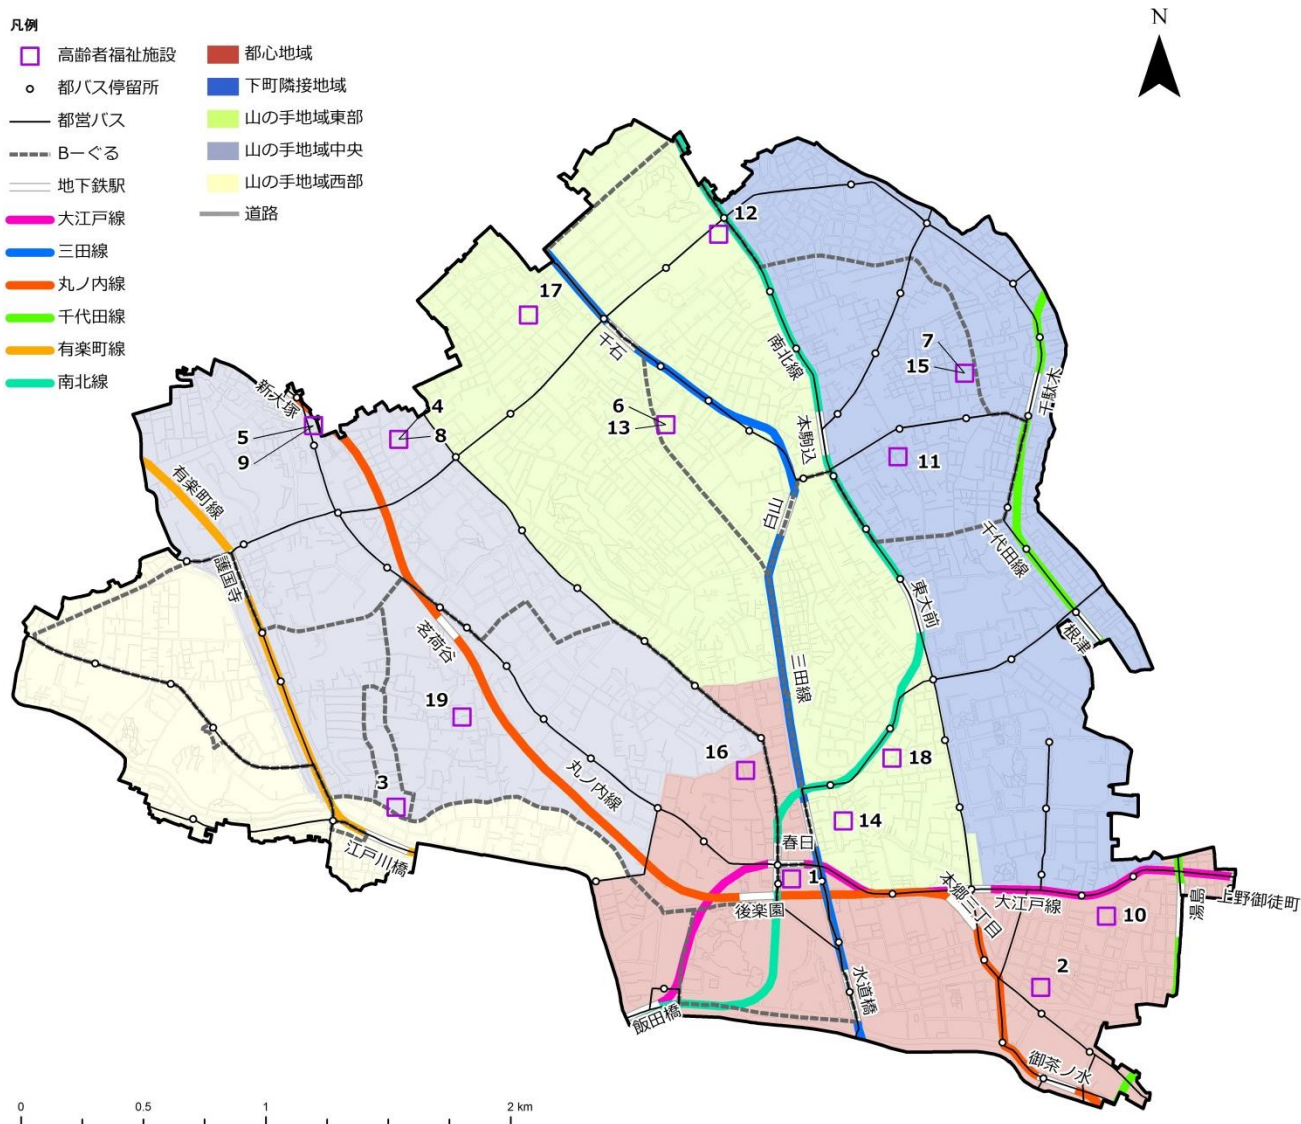 凡例
高齢者福祉施設
都バス停留所
都営バス
Bーぐる
地下鉄駅
大江戸線
三田線
丸ノ内線
千代田線
有楽町線
南北線
都心地域
下町隣接地域
山の手地域東部
山の手地域中央
山の手地域西部
道路
N
12
17
千石
南北線
7
15
千駄木
新大塚
4
8
5
9
6
13
本駒込
11
有楽町線
白山
千代田線
護国寺
東大前
根津
茗荷谷
三田線
19
16
18
丸ノ内線
3
14
春日
江戸川橋
1
本郷三丁目
大江戸線
湯島
上野御徒町
後楽園
10
2
水道橋
飯田橋
御茶ノ水
0
0.5
1
2 km